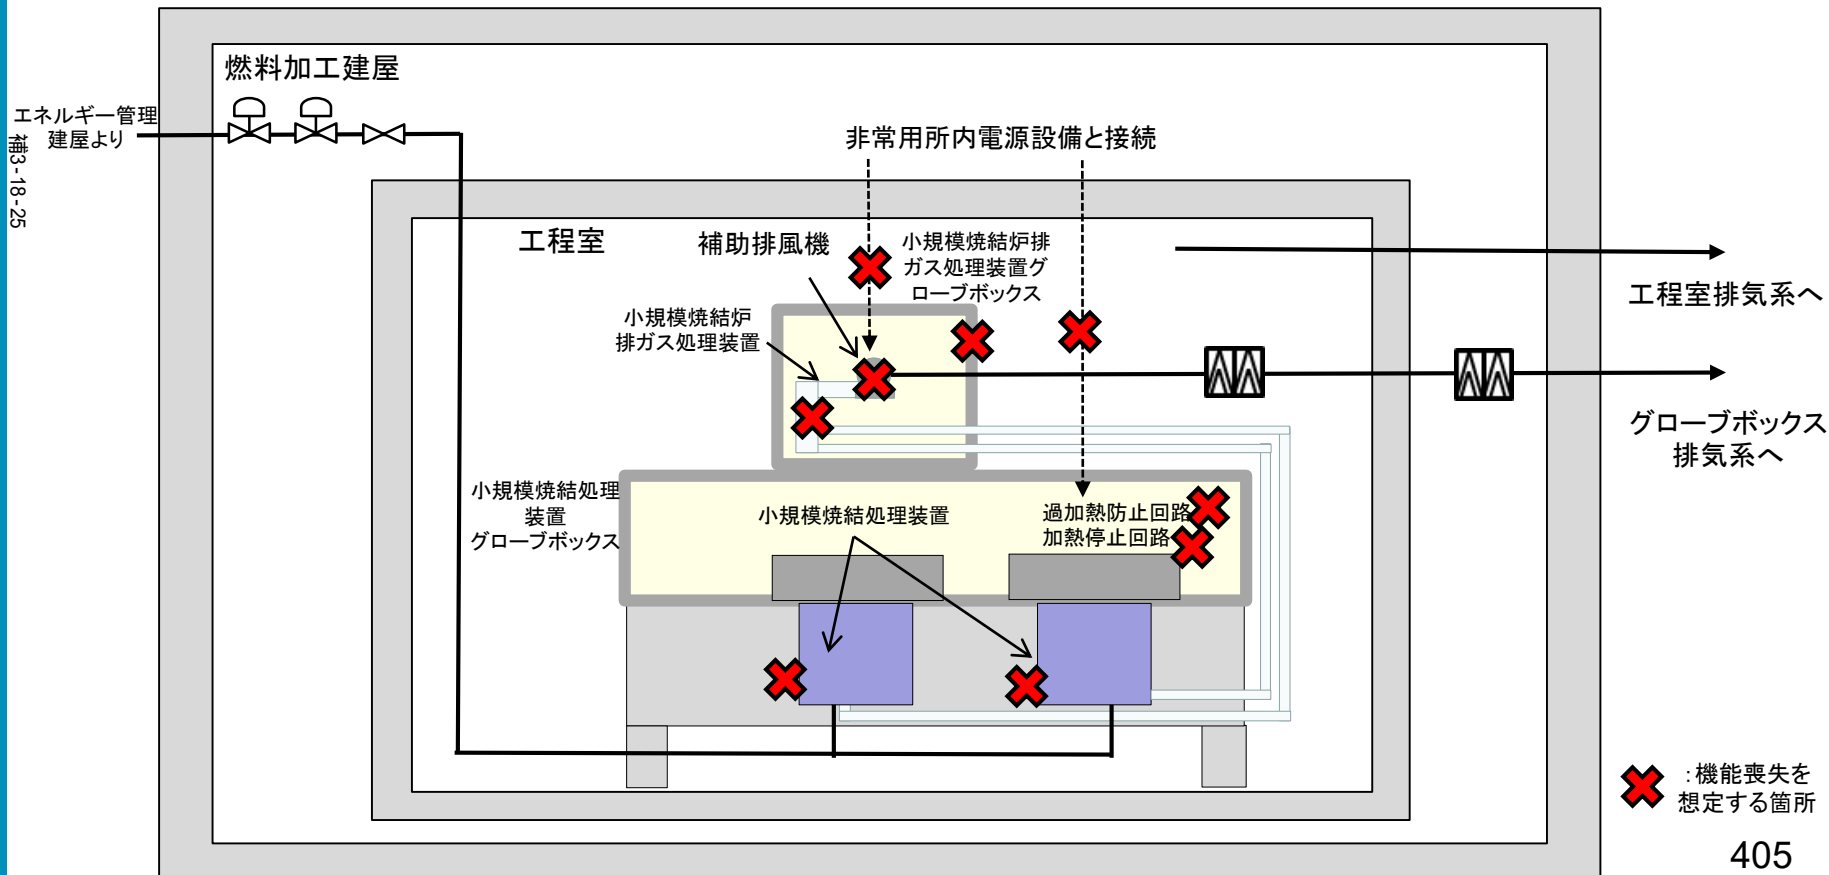 燃料加工建屋
エネルギー管理
建屋より
補3-18-25
非常用所内電源設備と接続
工程室
補助排風機
小規模焼結炉排
ガス処理装置グ
ローブボックス
小規模焼結炉
排ガス処理装置
工程室排気系へ
グローブボックス
排気系へ
小規模焼結処理
装置
グローブボックス
小規模焼結処理装置
過加熱防止回路
加熱停止回路
:機能喪失を
想定する箇所
405